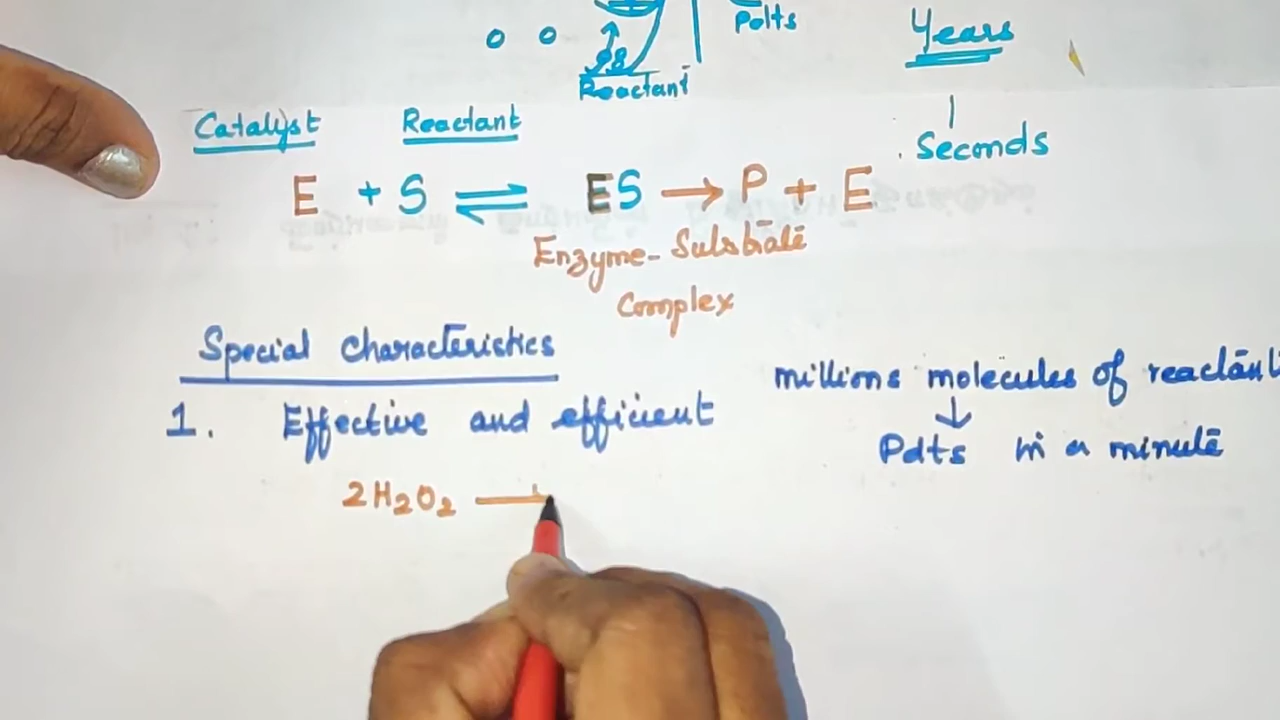 Pdts
Years
Reactant
Catalyst Reactant
Seconds
E + S ⇌ ES → P + E
Enzyme-Substrate
Complex
Special characteristics
millions molecules of reactant
1. Effective and efficient
↓
Pdts in a minute
2H₂O₂ —